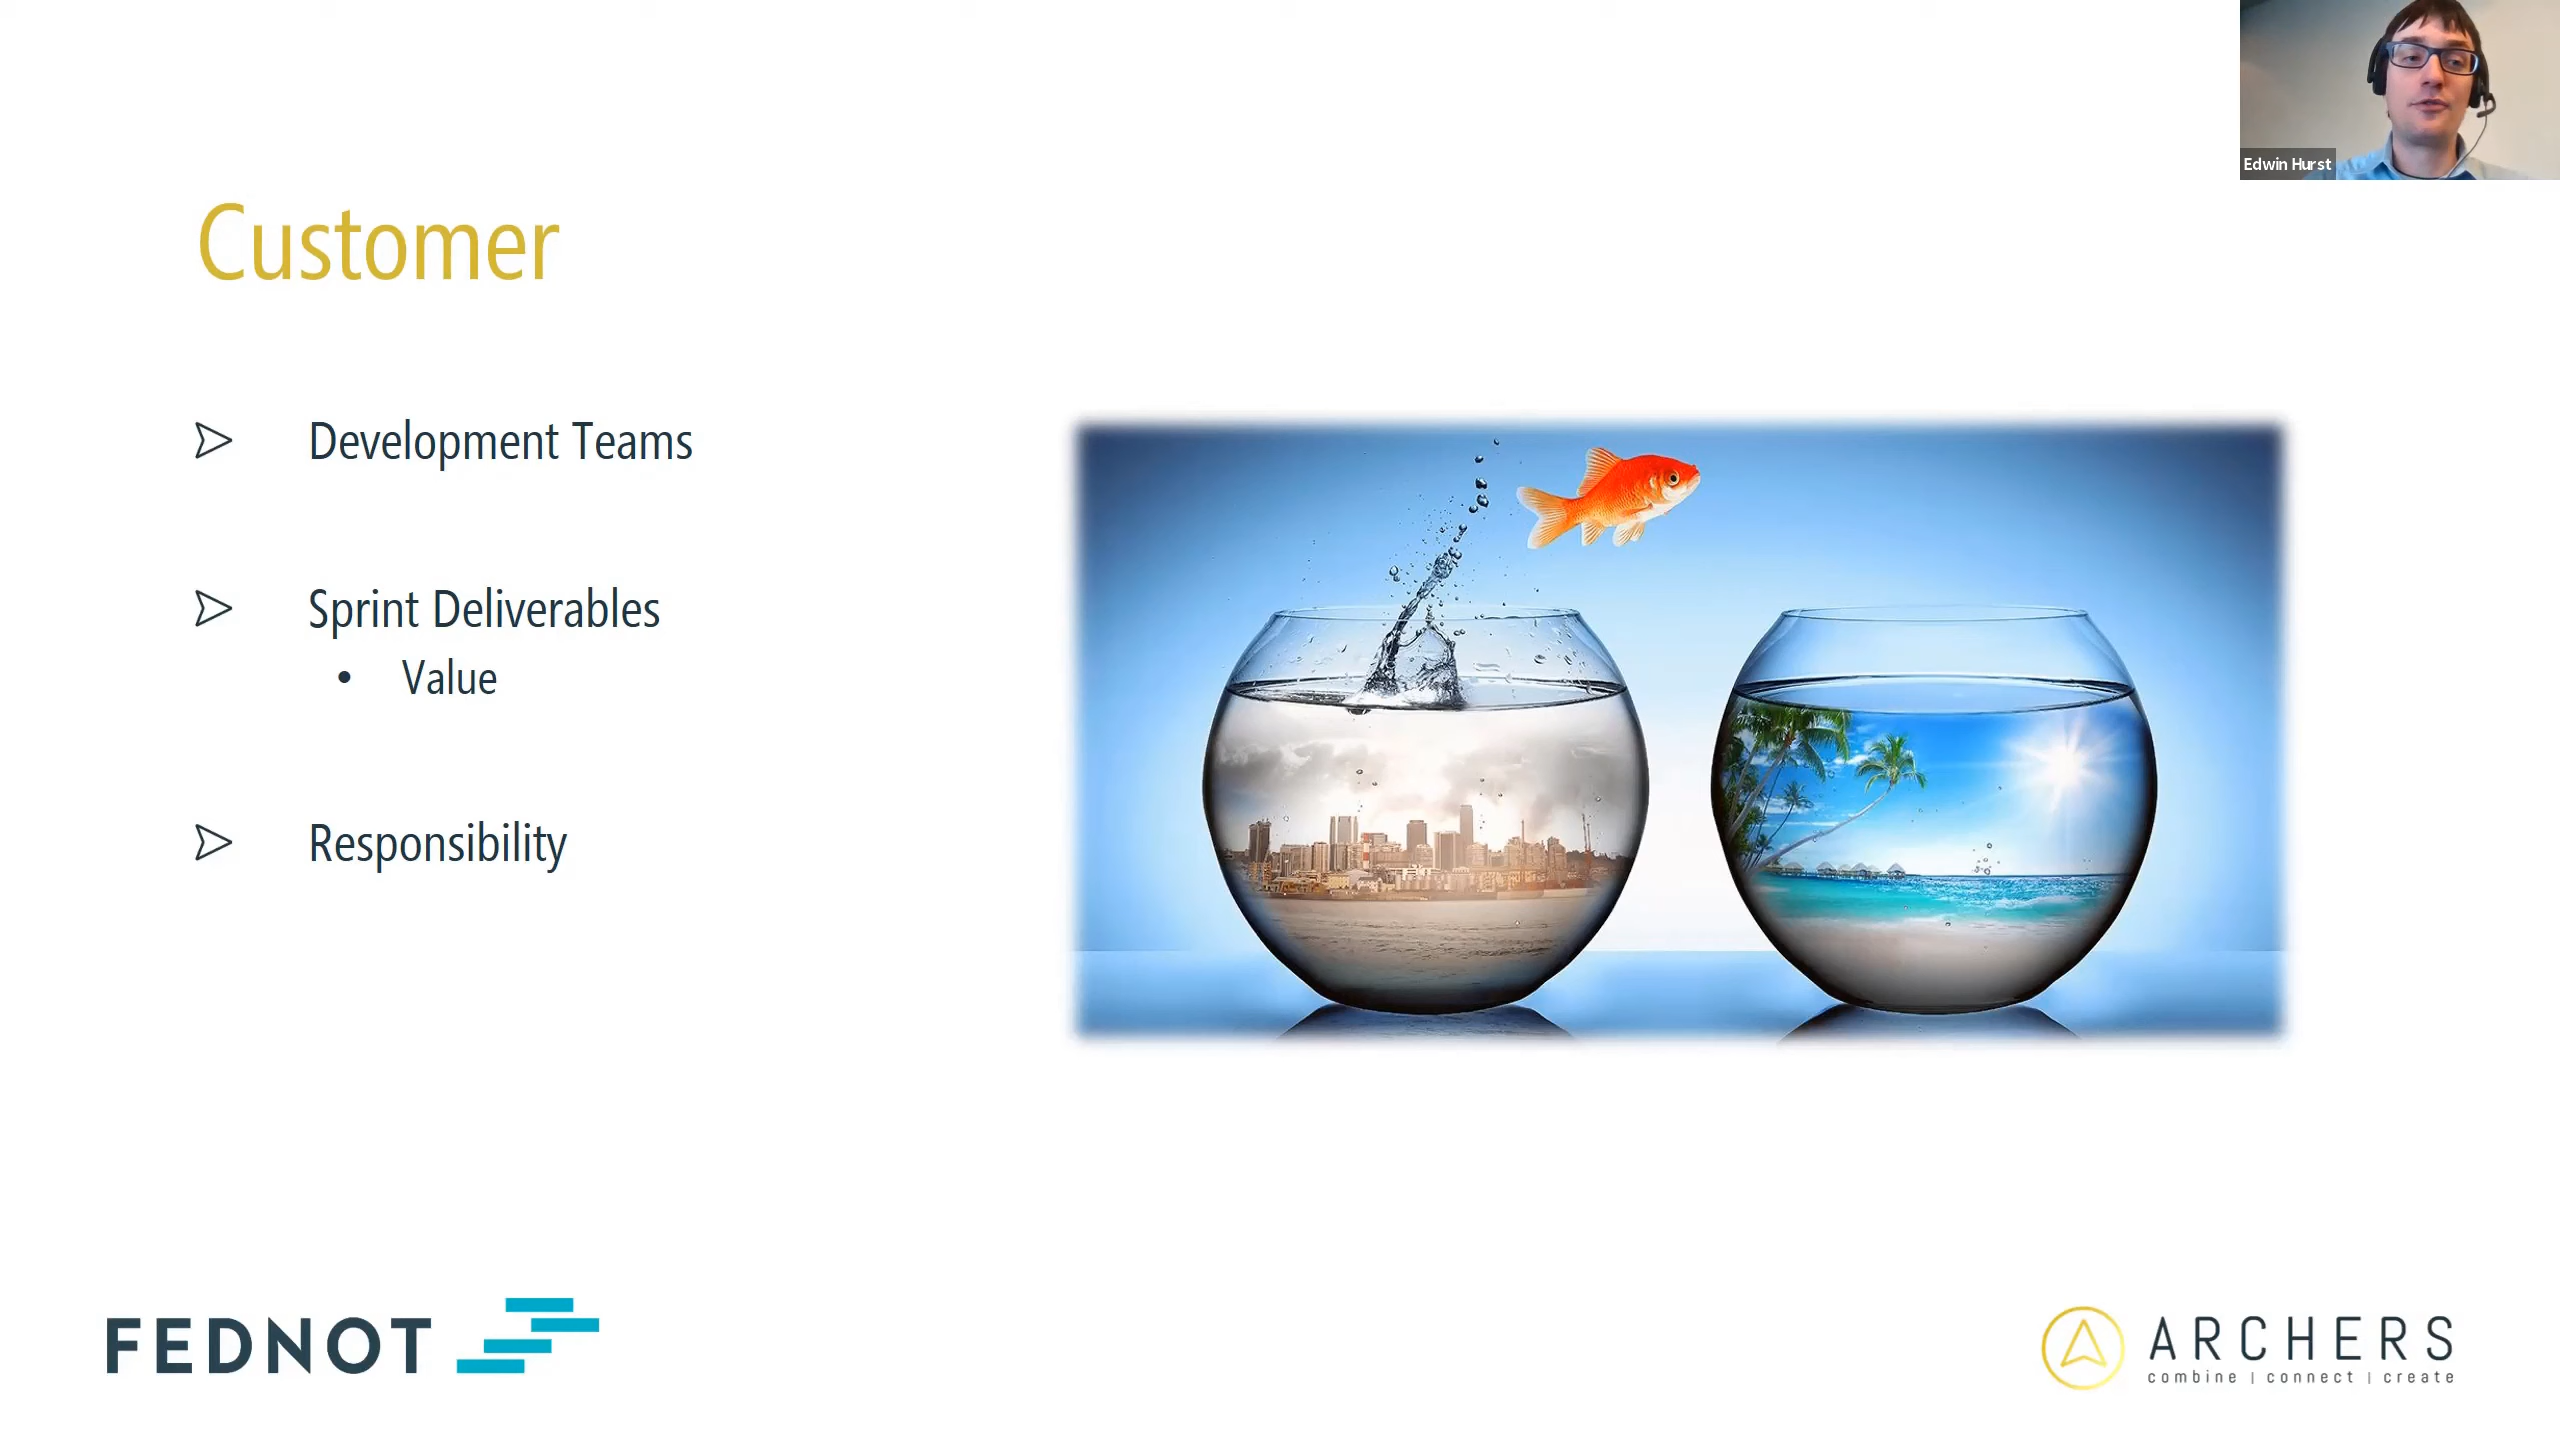 Edwin Hurst
Customer
Development Teams
Sprint Deliverables
Value
Responsibility
FEDNOT
ARCHERS
combine | connect | create